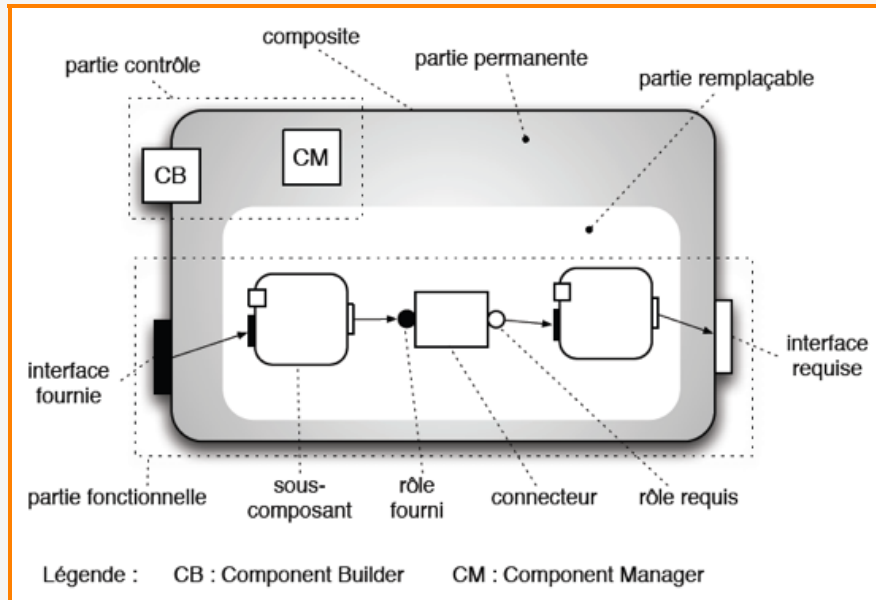 composite
partie contrôle
partie permanente
partie remplaçable
CB
CM
interface
fournie
interface
requise
partie fonctionnelle
sous-
composant
rôle
fourni
connecteur
rôle requis
Légende : CB : Component Builder CM : Component Manager